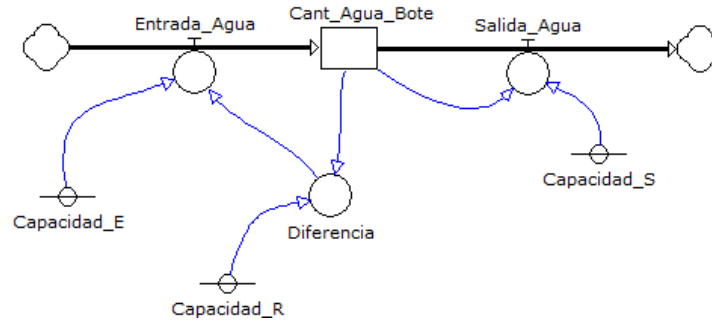 Entrada_Agua
Cant_Agua_Bote
Salida_Agua
Capacidad_E
Capacidad_S
Diferencia
Capacidad_R